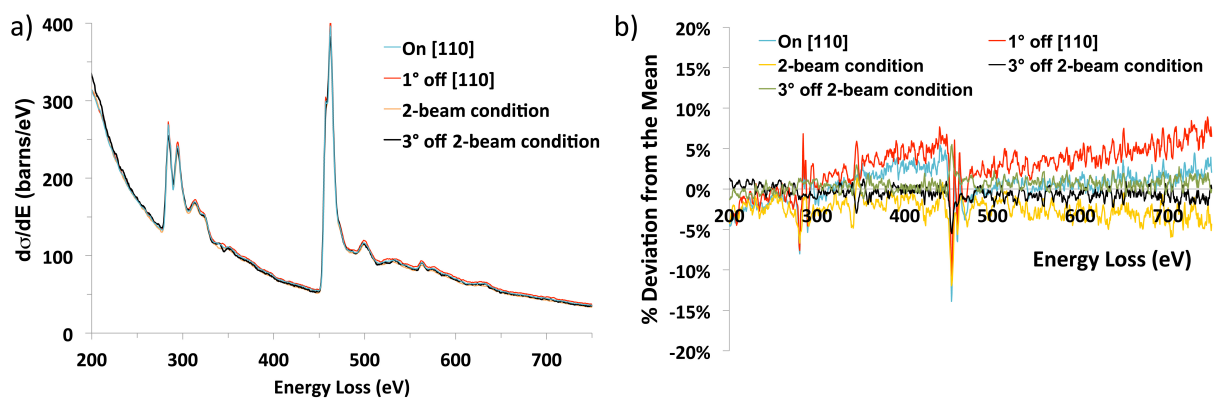 a)
400
300
200
100
0
dσ/dE (barns/eV)
On [110]
1° off [110]
2-beam condition
3° off 2-beam condition
200 300 400 500 600 700
Energy Loss (eV)
b)
20%
15%
10%
5%
0%
-5%
-10%
-15%
-20%
% Deviation from the Mean
On [110]
1° off [110]
2-beam condition
3° off 2-beam condition
3° off 2-beam condition
200 300 400 500 600 700
Energy Loss (eV)